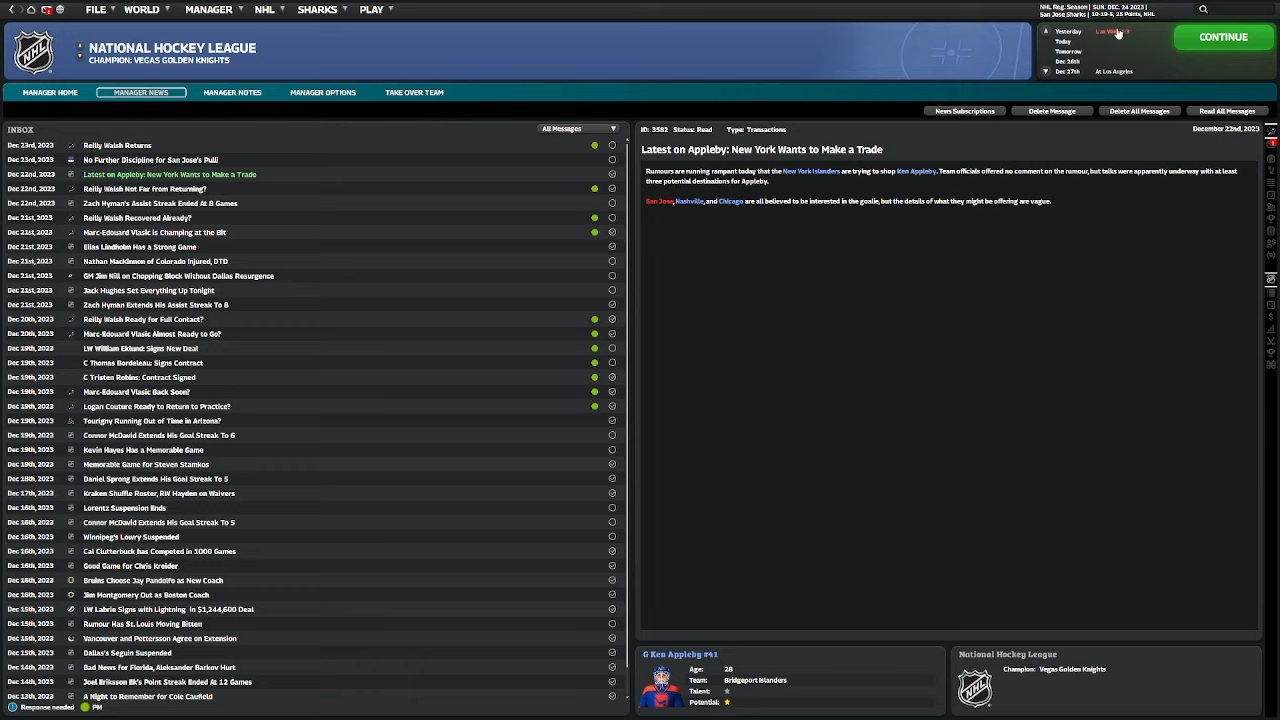 FILE
WORLD
MANAGER
NHL
SHARKS
PLAY
NHL Reg. Season | SUN. DEC. 24 2023 |
San Jose Sharks | 10-19-5, 25 Points, NHL
NHL
NATIONAL HOCKEY LEAGUE
CHAMPION: VEGAS GOLDEN KNIGHTS
Yesterday
Today
Tomorrow
Dec 26th
Dec 27th At Los Angeles
CONTINUE
MANAGER HOME
MANAGER NEWS
MANAGER NOTES
MANAGER OPTIONS
TAKE OVER TEAM
News Subscriptions
Delete Message
Delete All Messages
Read All Messages
INBOX
All Messages
Dec 23rd, 2023 Reilly Walsh Returns
Dec 23rd, 2023 No Further Discipline for San Jose's Pulli
Dec 22nd, 2023 Latest on Appleby: New York Wants to Make a Trade
Dec 22nd, 2023 Reilly Walsh Not Far from Returning?
Dec 22nd, 2023 Zach Hyman's Assist Streak Ended At 8 Games
Dec 21st, 2023 Reilly Walsh Recovered Already?
Dec 21st, 2023 Marc-Edouard Vlasic is Champing at the Bit
Dec 21st, 2023 Elias Lindholm Has a Strong Game
Dec 21st, 2023 Nathan MacKinnon of Colorado Injured, DTD
Dec 21st, 2023 GM Jim Nill on Chopping Block Without Dallas Resurgence
Dec 21st, 2023 Jack Hughes Set Everything Up Tonight
Dec 21st, 2023 Zach Hyman Extends His Assist Streak To 8
Dec 20th, 2023 Reilly Walsh Ready for Full Contact?
Dec 20th, 2023 Marc-Edouard Vlasic Almost Ready to Go?
Dec 19th, 2023 LW William Eklund: Signs New Deal
Dec 19th, 2023 C Thomas Bordeleau: Signs Contract
Dec 19th, 2023 C Tristen Robins: Contract Signed
Dec 19th, 2023 Marc-Edouard Vlasic Back Soon?
Dec 19th, 2023 Logan Couture Ready to Return to Practice?
Dec 19th, 2023 Tourigny Running Out of Time in Arizona?
Dec 19th, 2023 Connor McDavid Extends His Goal Streak To 6
Dec 19th, 2023 Kevin Hayes Has a Memorable Game
Dec 19th, 2023 Memorable Game for Steven Stamkos
Dec 18th, 2023 Daniel Sprong Extends His Goal Streak To 5
Dec 17th, 2023 Kraken Shuffle Roster, RW Hayden on Waivers
Dec 16th, 2023 Lorentz Suspension Ends
Dec 16th, 2023 Connor McDavid Extends His Goal Streak To 5
Dec 16th, 2023 Winnipeg's Lowry Suspended
Dec 16th, 2023 Cal Clutterbuck has Competed in 1000 Games
Dec 16th, 2023 Good Game for Chris Kreider
Dec 16th, 2023 Bruins Choose Jay Pandolfo as New Coach
Dec 16th, 2023 Jim Montgomery Out as Boston Coach
Dec 15th, 2023 LW Labrie Signs with Lightning in $1,244,600 Deal
Dec 15th, 2023 Rumour Has St. Louis Moving Bitten
Dec 15th, 2023 Vancouver and Pettersson Agree on Extension
Dec 15th, 2023 Dallas's Seguin Suspended
Dec 14th, 2023 Bad News for Florida, Aleksander Barkov Hurt
Dec 14th, 2023 Joel Eriksson Ek's Point Streak Ended At 12 Games
Dec 13th, 2023 A Night to Remember for Cole Caufield
Response needed
PM
ID: 3582 Status: Read Type: Transactions
December 22nd, 2023
Latest on Appleby: New York Wants to Make a Trade
Rumours are running rampant today that the New York Islanders are trying to shop Ken Appleby. Team officials offered no comment on the rumour, but talks were apparently underway with at least
three potential destinations for Appleby.
San Jose, Nashville, and Chicago are all believed to be interested in the goalie, but the details of what they might be offering are vague.
G Ken Appleby #41
Age: 28
Team: Bridgeport Islanders
Talent:
Potential:
National Hockey League
NHL
Champion: Vegas Golden Knights